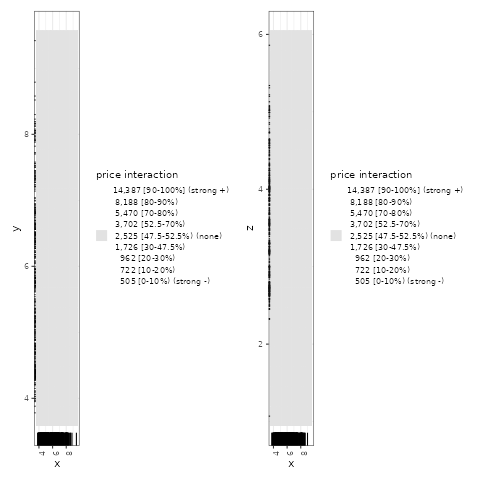 price interaction
14,387 [90-100%] (strong +)
8,188 [80-90%)
5,470 [70-80%)
3,702 [52.5-70%)
2,525 [47.5-52.5%) (none)
1,726 [30-47.5%)
962 [20-30%)
722 [10-20%)
505 [0-10%) (strong -)
8
6
4
y
4
6
8
x
price interaction
14,387 [90-100%] (strong +)
8,188 [80-90%)
5,470 [70-80%)
3,702 [52.5-70%)
2,525 [47.5-52.5%) (none)
1,726 [30-47.5%)
962 [20-30%)
722 [10-20%)
505 [0-10%) (strong -)
6
4
2
z
4
6
8
x